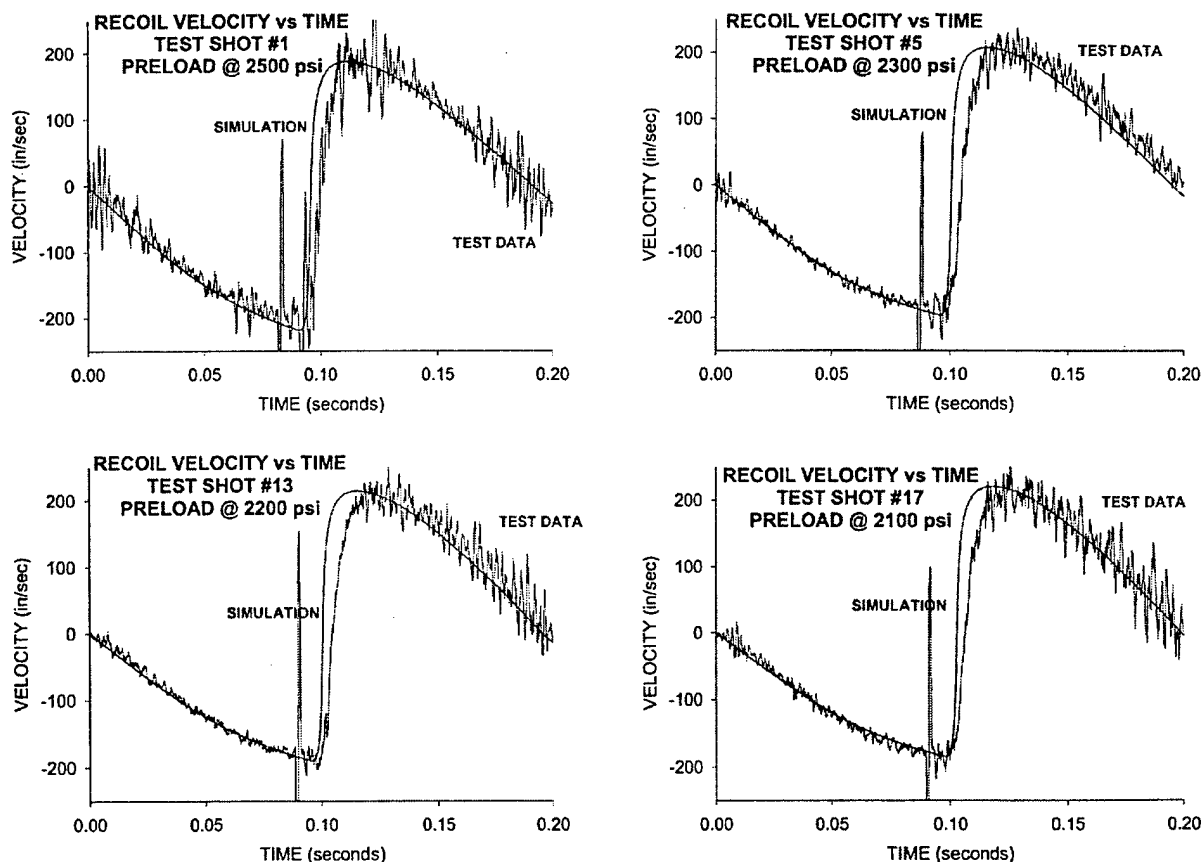 RECOIL VELOCITY vs TIME
TEST SHOT #1
PRELOAD @ 2500 psi
SIMULATION
TEST DATA
VELOCITY (in/sec)
200
100
0
-100
-200
0.00
0.05
0.10
0.15
0.20
TIME (seconds)
RECOIL VELOCITY vs TIME
TEST SHOT #5
PRELOAD @ 2300 psi
TEST DATA
SIMULATION
VELOCITY (in/sec)
200
100
0
-100
-200
0.00
0.05
0.10
0.15
0.20
TIME (seconds)
RECOIL VELOCITY vs TIME
TEST SHOT #13
PRELOAD @ 2200 psi
TEST DATA
SIMULATION
VELOCITY (in/sec)
200
100
0
-100
-200
0.00
0.05
0.10
0.15
0.20
TIME (seconds)
RECOIL VELOCITY vs TIME
TEST SHOT #17
PRELOAD @ 2100 psi
TEST DATA
SIMULATION
VELOCITY (in/sec)
200
100
0
-100
-200
0.00
0.05
0.10
0.15
0.20
TIME (seconds)